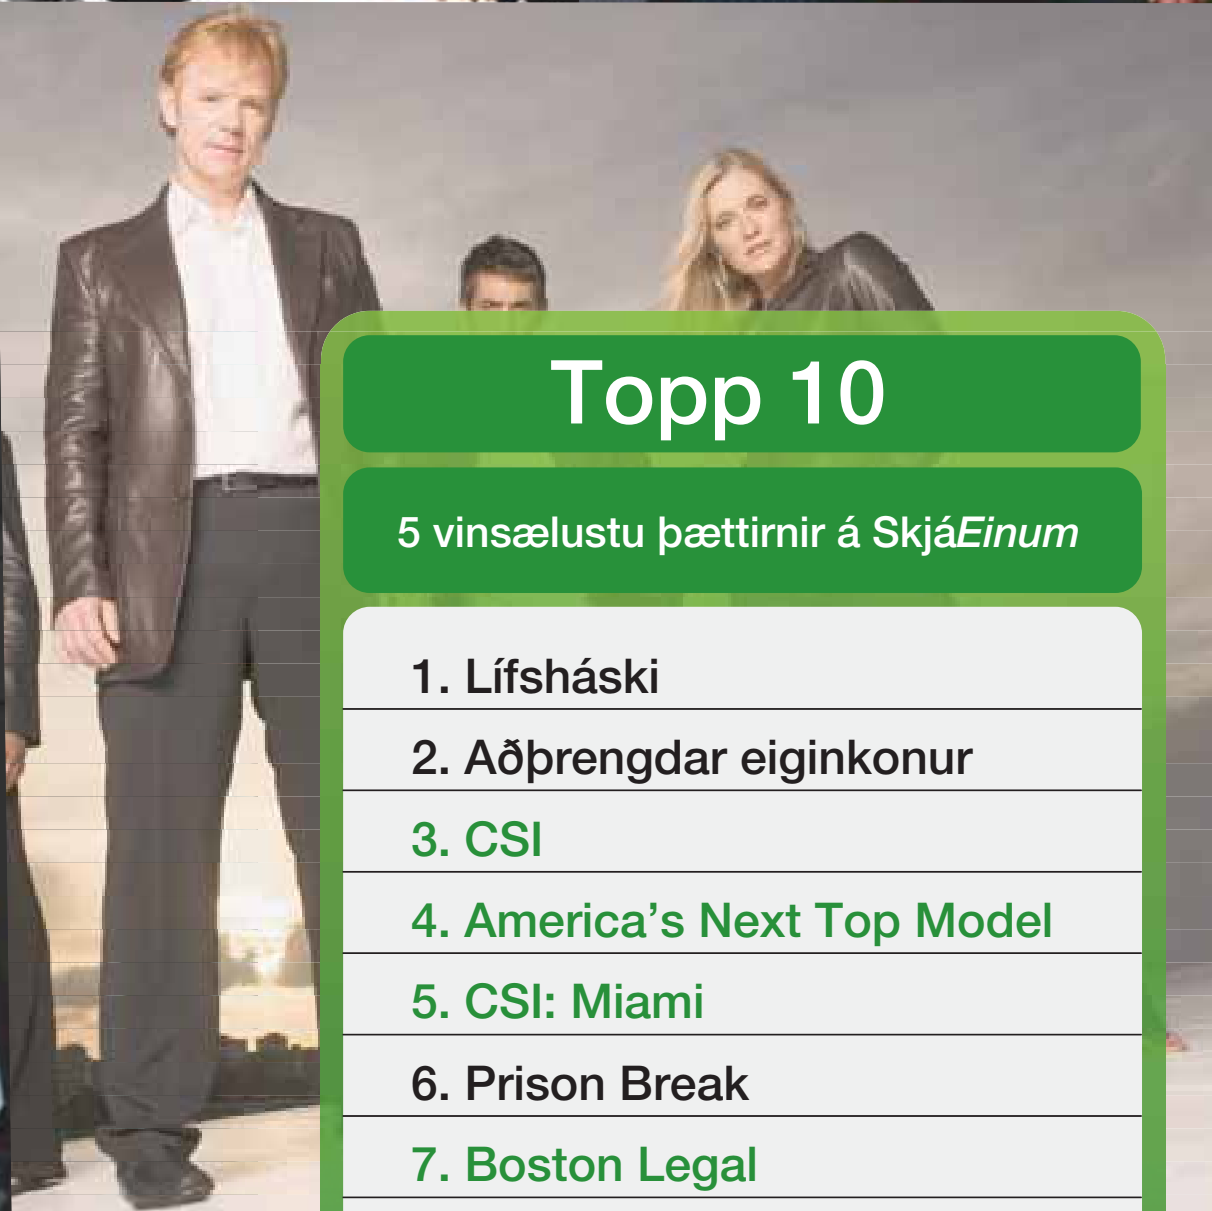 Topp 10
5 vinsælustu þættirnir á SkjáEinum
1. Lífsháski
2. Aðþrengdar eiginkonur
3. CSI
4. America’s Next Top Model
5. CSI: Miami
6. Prison Break
7. Boston Legal